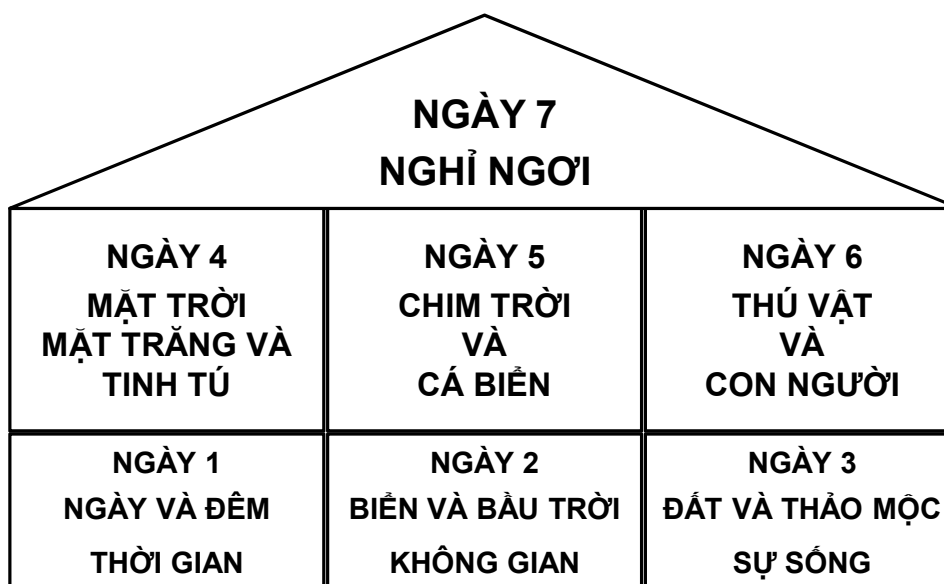 NGÀY 7
NGHỈ NGƠI
NGÀY 4
MẶT TRỜI
MẶT TRĂNG VÀ
TINH TÚ
NGÀY 5
CHIM TRỜI
VÀ
CÁ BIỂN
NGÀY 6
THÚ VẬT
VÀ
CON NGƯỜI
NGÀY 1
NGÀY VÀ ĐÊM
THỜI GIAN
NGÀY 2
BIỂN VÀ BẦU TRỜI
KHÔNG GIAN
NGÀY 3
ĐẤT VÀ THẢO MỘC
SỰ SỐNG